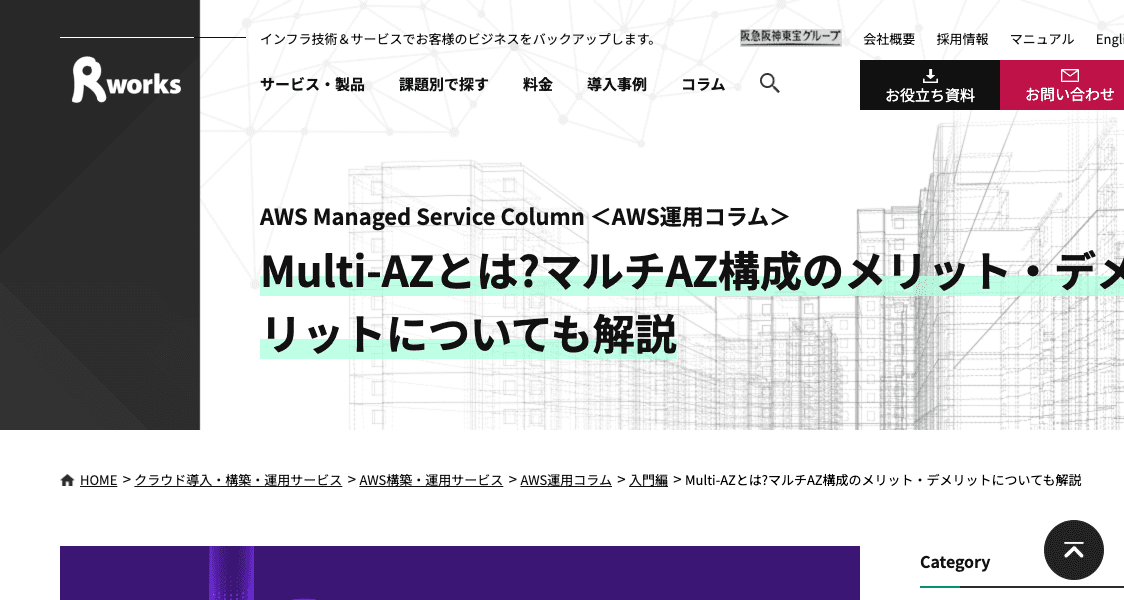 インフラ技術＆サービスでお客様のビジネスをバックアップします。
阪急阪神東宝グループ
会社概要 採用情報 マニュアル Engli
Rworks
サービス・製品 課題別で探す 料金 導入事例 コラム
お役立ち資料 お問い合わせ
AWS Managed Service Column ＜AWS運用コラム＞
Multi-AZとは?マルチAZ構成のメリット・デメ
リットについても解説
HOME > クラウド導入・構築・運用サービス > AWS構築・運用サービス > AWS運用コラム > 入門編 > Multi-AZとは?マルチAZ構成のメリット・デメリットについても解説
Category